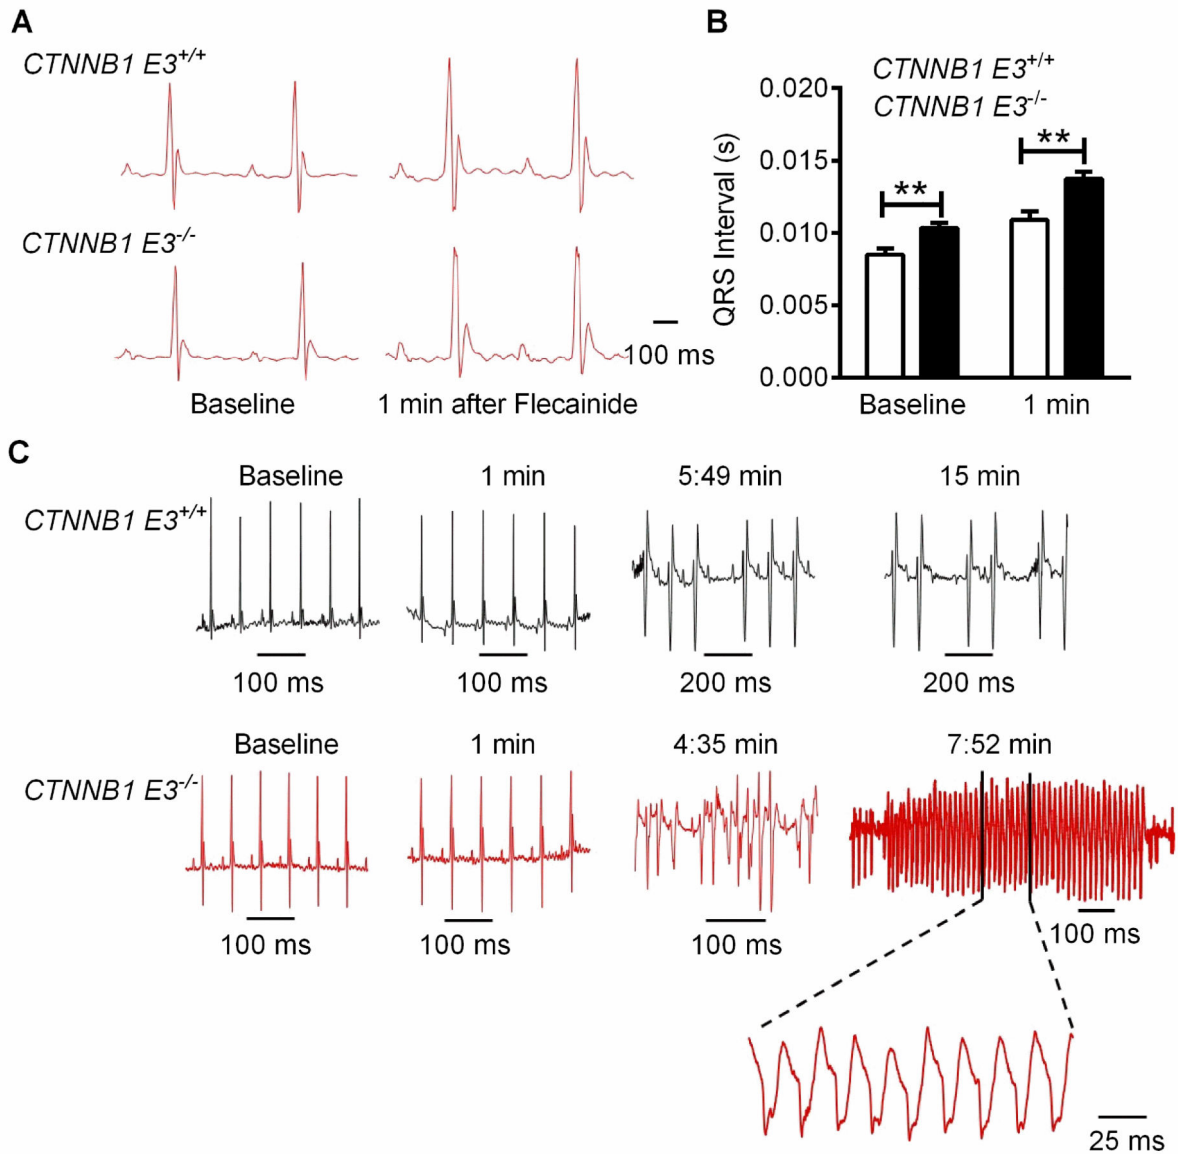 A
CTNNB1 E3+/+
CTNNB1 E3-/-
100 ms
Baseline
1 min after Flecainide
B
CTNNB1 E3+/+
CTNNB1 E3-/-
QRS Interval (s)
0.020
0.015
0.010
0.005
0.000
**
**
Baseline
1 min
C
Baseline
1 min
5:49 min
15 min
CTNNB1 E3+/+
100 ms
100 ms
200 ms
200 ms
Baseline
1 min
4:35 min
7:52 min
CTNNB1 E3-/-
100 ms
100 ms
100 ms
100 ms
25 ms